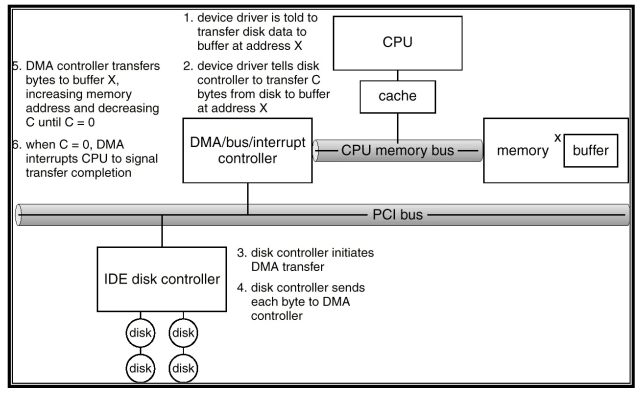 1. device driver is told to
transfer disk data to
buffer at address X
2. device driver tells disk
controller to transfer C
bytes from disk to buffer
at address X
5. DMA controller transfers
bytes to buffer X,
increasing memory
address and decreasing
C until C = 0
6. when C = 0, DMA
interrupts CPU to signal
transfer completion
CPU
cache
DMA/bus/interrupt
controller
CPU memory bus
memory
X
buffer
PCI bus
IDE disk controller
3. disk controller initiates
DMA transfer
4. disk controller sends
each byte to DMA
controller
disk
disk
disk
disk